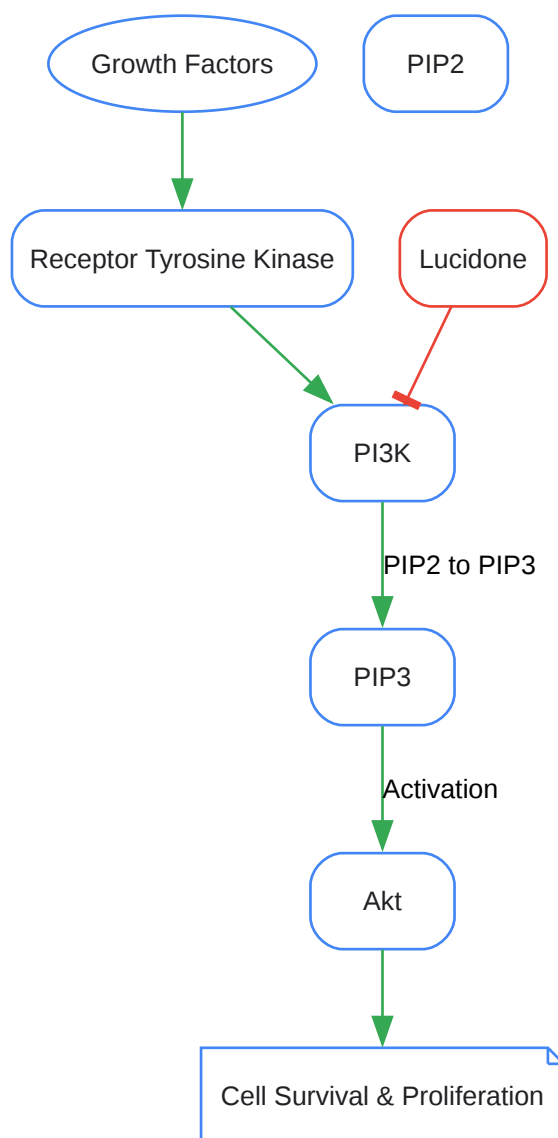 Growth Factors
PIP2
Receptor Tyrosine Kinase
Lucidone
PI3K
PIP2 to PIP3
PIP3
Activation
Akt
Cell Survival & Proliferation